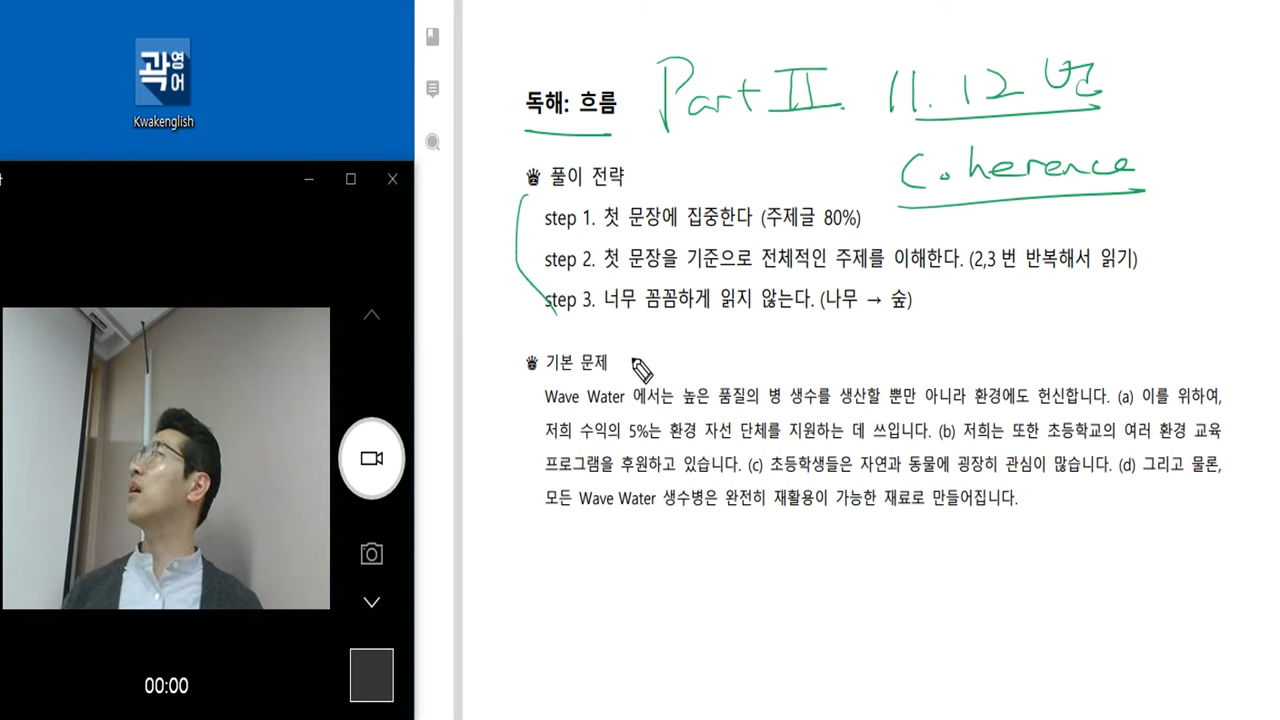 곽영어
Kwakenglish
00:00
독해: 흐름
Part II. 11. 12 번
Coherence
풀이 전략
step 1. 첫 문장에 집중한다 (주제글 80%)
step 2. 첫 문장을 기준으로 전체적인 주제를 이해한다. (2,3 번 반복해서 읽기)
step 3. 너무 꼼꼼하게 읽지 않는다. (나무 → 숲)
기본 문제
Wave Water 에서는 높은 품질의 병 생수를 생산할 뿐만 아니라 환경에도 헌신합니다. (a) 이를 위하여,
저희 수익의 5%는 환경 자선 단체를 지원하는 데 쓰입니다. (b) 저희는 또한 초등학교의 여러 환경 교육
프로그램을 후원하고 있습니다. (c) 초등학생들은 자연과 동물에 굉장히 관심이 많습니다. (d) 그리고 물론,
모든 Wave Water 생수병은 완전히 재활용이 가능한 재료로 만들어집니다.